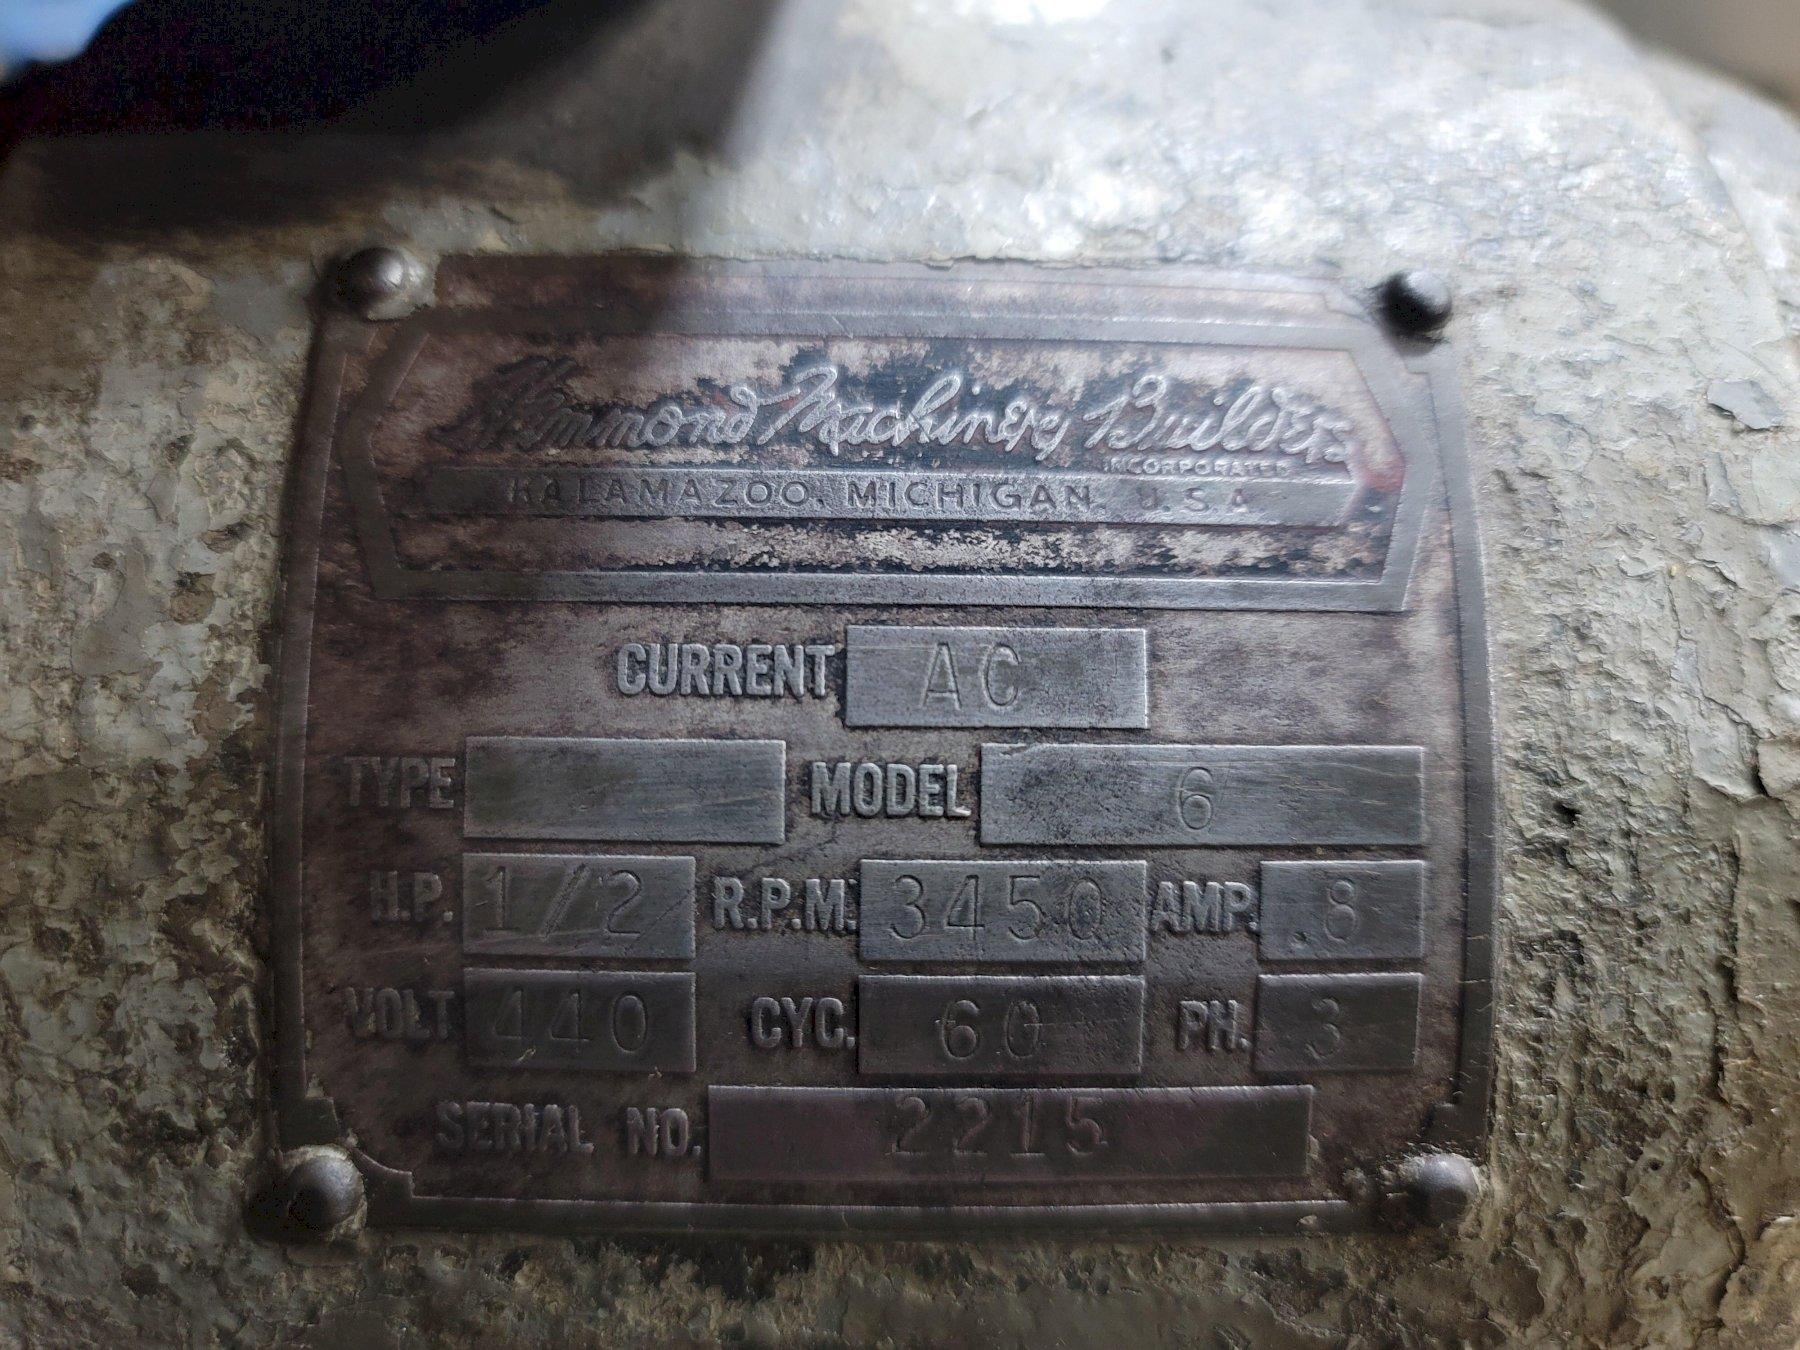 Hammond Machinery Builders
INCORPORATED
KALAMAZOO, MICHIGAN, U.S.A.
CURRENT AC
TYPE MODEL 6
H.P. 1/2 R.P.M. 3450 AMP. .8
VOLT 440 CYC. 60 PH. 3
SERIAL NO. 2215